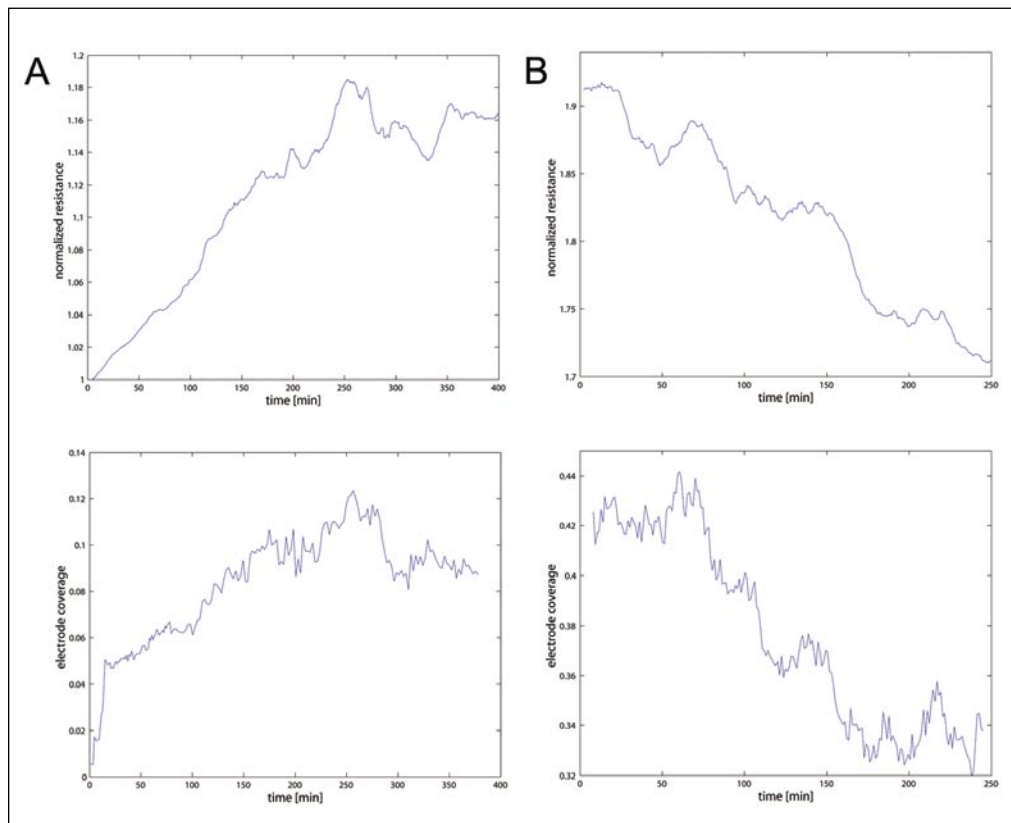 A
1.2
1.18
1.16
1.14
1.12
1.1
1.08
1.06
1.04
1.02
1
normalized resistance
0 50 100 150 200 250 300 350 400
time [min]
B
1.9
1.85
1.8
1.75
1.7
normalized resistance
0 50 100 150 200 250
time [min]
0.14
0.12
0.1
0.08
0.06
0.04
0.02
0
electrode coverage
0 50 100 150 200 250 300 350 400
time [min]
0.44
0.42
0.4
0.38
0.36
0.34
0.32
electrode coverage
0 50 100 150 200 250
time [min]